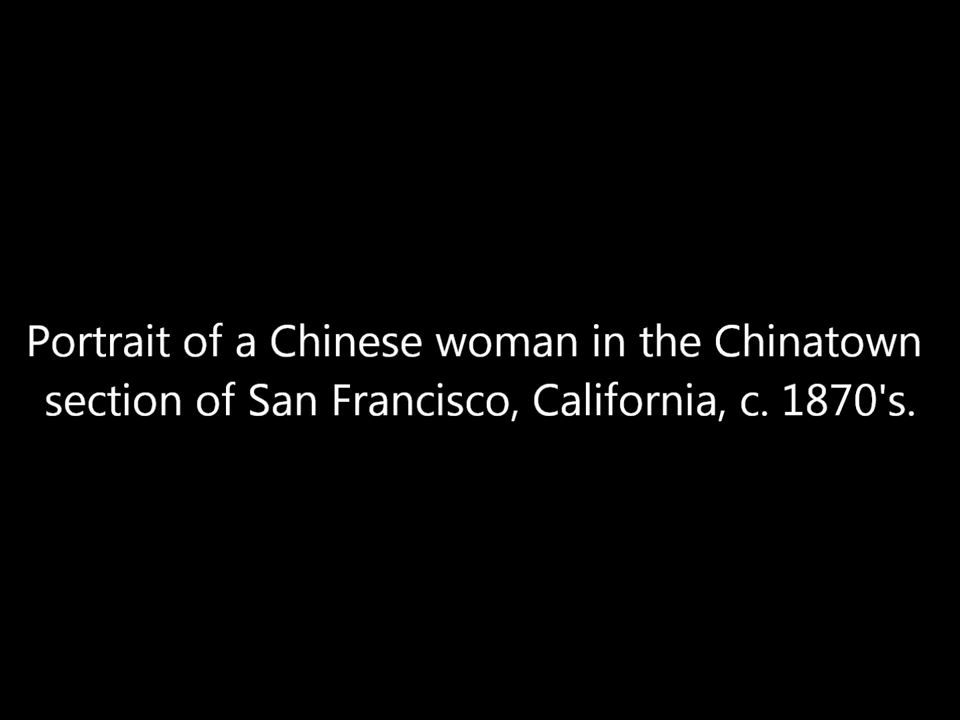 Portrait of a Chinese woman in the Chinatown
section of San Francisco, California, c. 1870's.